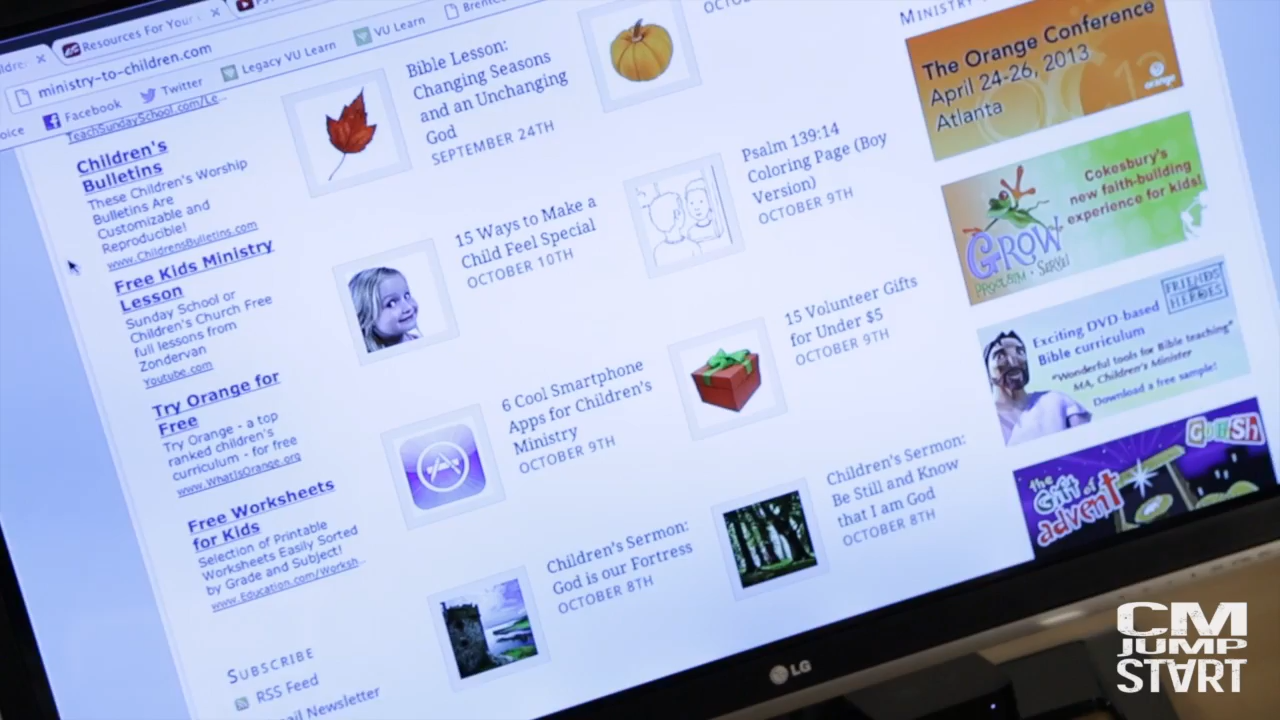 Resources For Your
ministry-to-children.com
Facebook
Twitter
Legacy VU Learn
VU Learn
TeachSundaySchool.com/Le...
Children's
Bulletins
These Children's Worship
Bulletins Are
Customizable and
Reproducible!
www.ChildrensBulletins.com
Free Kids Ministry
Lesson
Sunday School or
Children's Church Free
full lessons from
Zondervan
Youtube.com
Try Orange for
Free
Try Orange - a top
ranked children's
curriculum - for free
www.WhatIsOrange.org
Free Worksheets
for Kids
Selection of Printable
Worksheets Easily Sorted
by Grade and Subject!
www.Education.com/Worksh...
SUBSCRIBE
RSS Feed
Newsletter
Bible Lesson:
Changing Seasons
and an Unchanging
God
SEPTEMBER 24TH
15 Ways to Make a
Child Feel Special
OCTOBER 10TH
Psalm 139:14
Coloring Page (Boy
Version)
OCTOBER 9TH
6 Cool Smartphone
Apps for Children's
Ministry
OCTOBER 9TH
15 Volunteer Gifts
for Under $5
OCTOBER 9TH
Children's Sermon:
God is our Fortress
OCTOBER 8TH
Children's Sermon:
Be Still and Know
that I am God
OCTOBER 8TH
MINISTRY
The Orange Conference
April 24-26, 2013
Atlanta
orange
Cokesbury's
new faith-building
experience for kids!
GROW
PROCLAIM • SERVE!
FRIENDS
HEROES
Exciting DVD-based
Bible curriculum
"Wonderful tools for Bible teaching"
MA, Children's Minister
Download a free sample!
the
Gift of
advent
LG
CM
JUMP
START